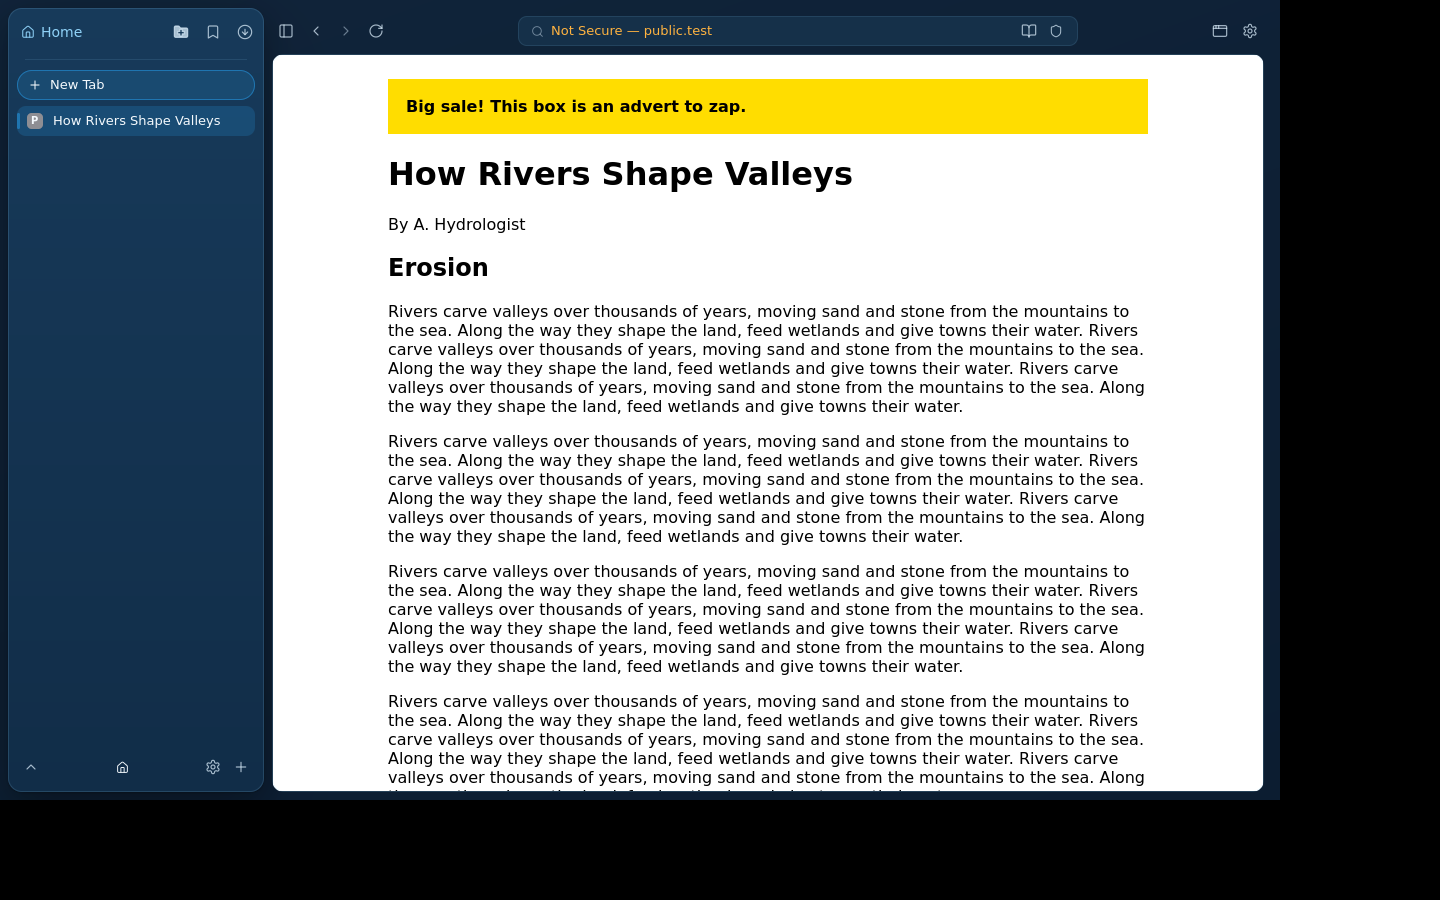 Home
Not Secure — public.test
New Tab
P How Rivers Shape Valleys
Big sale! This box is an advert to zap.
How Rivers Shape Valleys
By A. Hydrologist
Erosion
Rivers carve valleys over thousands of years, moving sand and stone from the mountains to
the sea. Along the way they shape the land, feed wetlands and give towns their water. Rivers
carve valleys over thousands of years, moving sand and stone from the mountains to the sea.
Along the way they shape the land, feed wetlands and give towns their water. Rivers carve
valleys over thousands of years, moving sand and stone from the mountains to the sea. Along
the way they shape the land, feed wetlands and give towns their water.
Rivers carve valleys over thousands of years, moving sand and stone from the mountains to
the sea. Along the way they shape the land, feed wetlands and give towns their water. Rivers
carve valleys over thousands of years, moving sand and stone from the mountains to the sea.
Along the way they shape the land, feed wetlands and give towns their water. Rivers carve
valleys over thousands of years, moving sand and stone from the mountains to the sea. Along
the way they shape the land, feed wetlands and give towns their water.
Rivers carve valleys over thousands of years, moving sand and stone from the mountains to
the sea. Along the way they shape the land, feed wetlands and give towns their water. Rivers
carve valleys over thousands of years, moving sand and stone from the mountains to the sea.
Along the way they shape the land, feed wetlands and give towns their water. Rivers carve
valleys over thousands of years, moving sand and stone from the mountains to the sea. Along
the way they shape the land, feed wetlands and give towns their water.
Rivers carve valleys over thousands of years, moving sand and stone from the mountains to
the sea. Along the way they shape the land, feed wetlands and give towns their water. Rivers
carve valleys over thousands of years, moving sand and stone from the mountains to the sea.
Along the way they shape the land, feed wetlands and give towns their water. Rivers carve
valleys over thousands of years, moving sand and stone from the mountains to the sea. Along